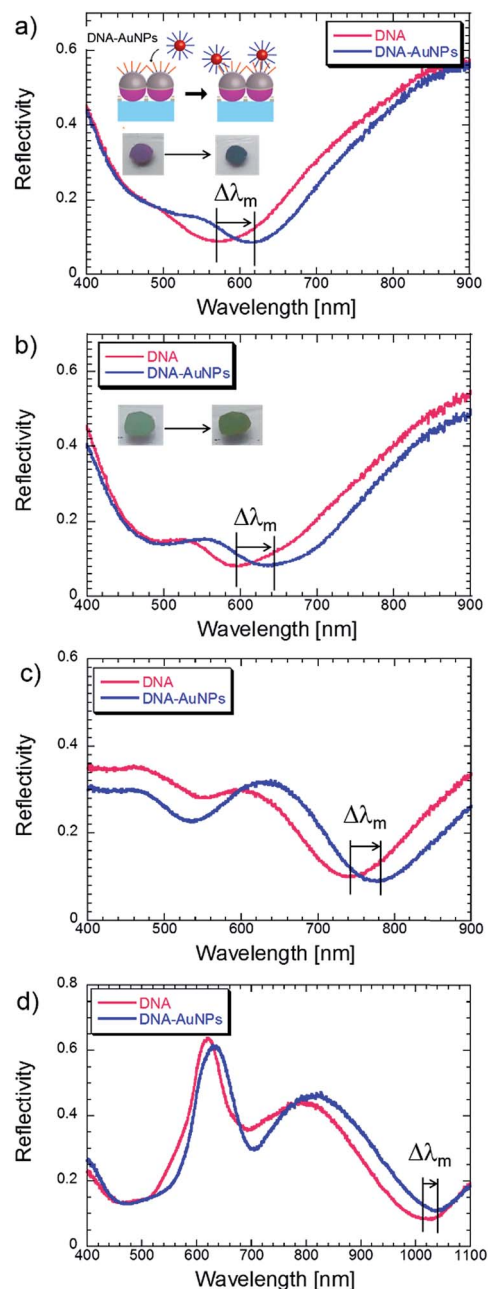 a)
DNA-AuNPs
DNA
DNA-AuNPs
Δλm
Reflectivity
0.6
0.4
0.2
0
400 500 600 700 800 900
Wavelength [nm]
b)
DNA
DNA-AuNPs
Δλm
Reflectivity
0.6
0.4
0.2
0
400 500 600 700 800 900
Wavelength [nm]
c)
DNA
DNA-AuNPs
Δλm
Reflectivity
0.6
0.4
0.2
0
400 500 600 700 800 900
Wavelength [nm]
d)
DNA
DNA-AuNPs
Δλm
Reflectivity
0.8
0.6
0.4
0.2
0
400 500 600 700 800 900 1000 1100
Wavelength [nm]